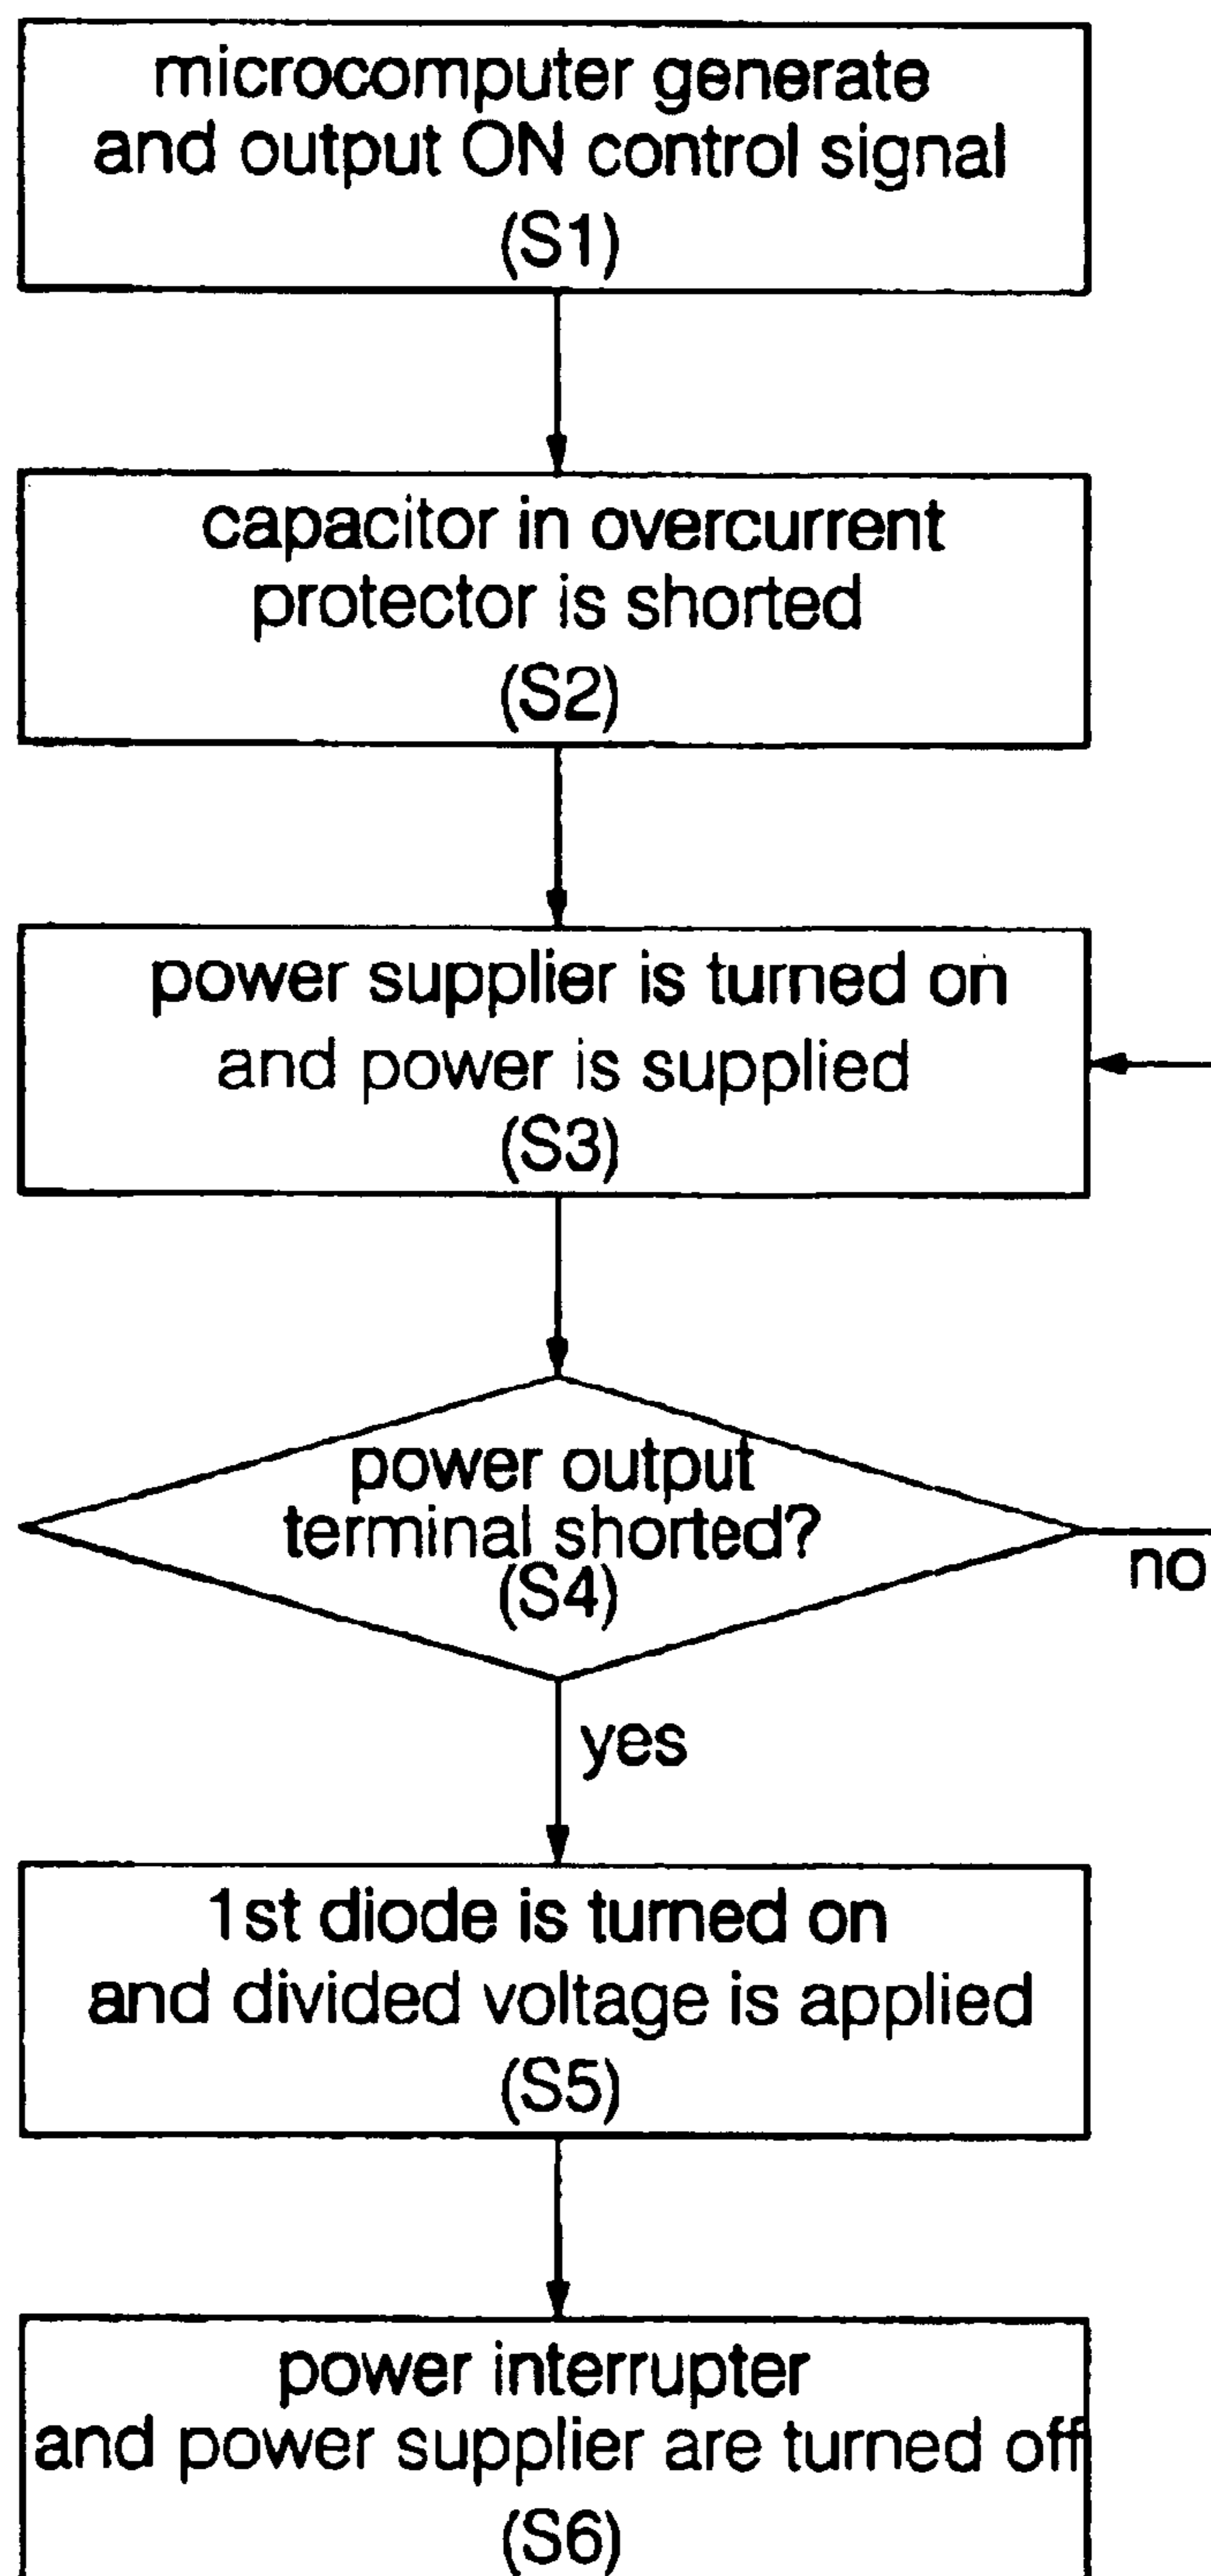 microcomputer generate
and output ON control signal
(S1)
capacitor in overcurrent
protector is shorted
(S2)
power supplier is turned on
and power is supplied
(S3)
power output
terminal shorted?
(S4)
no
yes
1st diode is turned on
and divided voltage is applied
(S5)
power interrupter
and power supplier are turned off
(S6)